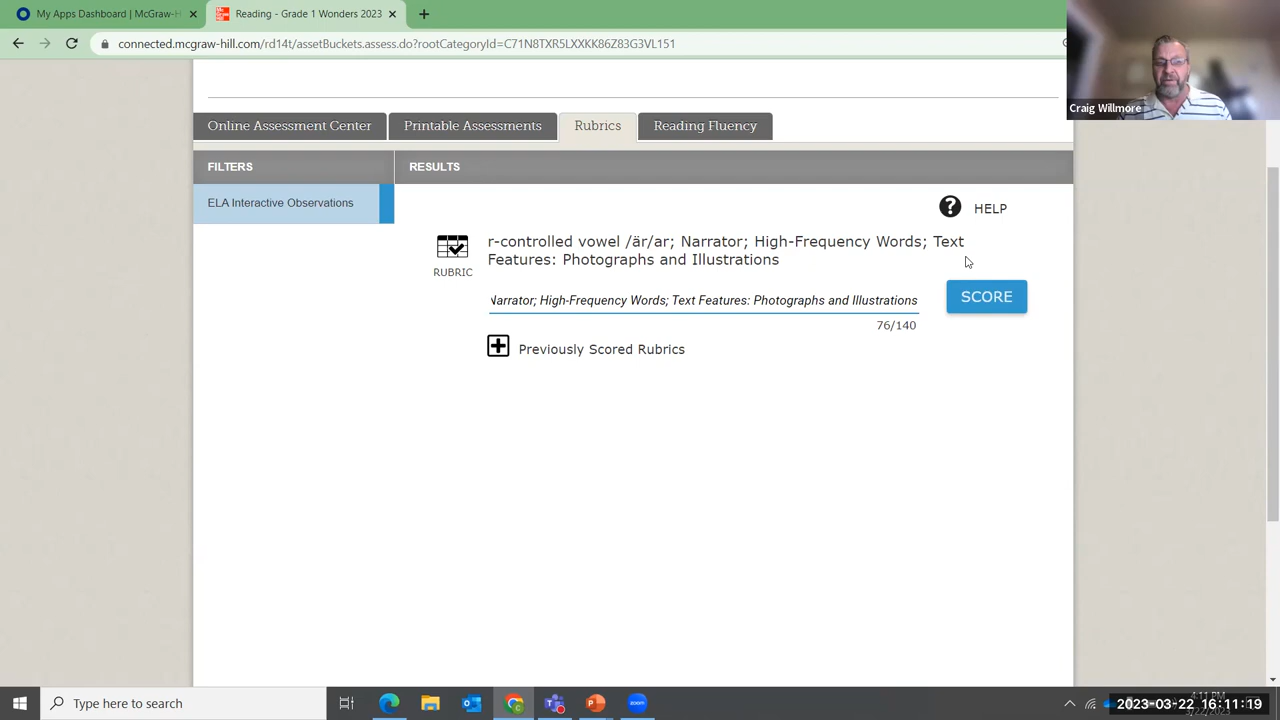 My Apps Dashboard | McGraw-H
Reading - Grade 1 Wonders 2023
connected.mcgraw-hill.com/rd14t/assetBuckets.assess.do?rootCategoryId=C71N8TXR5LXXKK86Z83G3VL151
Craig Willmore
Online Assessment Center
Printable Assessments
Rubrics
Reading Fluency
FILTERS
RESULTS
ELA Interactive Observations
HELP
RUBRIC
r-controlled vowel /är/ar; Narrator; High-Frequency Words; Text
Features: Photographs and Illustrations
Narrator; High-Frequency Words; Text Features: Photographs and Illustrations
SCORE
76/140
Previously Scored Rubrics
Type here to search
4:11 PM
2023-03-22 16:11:19